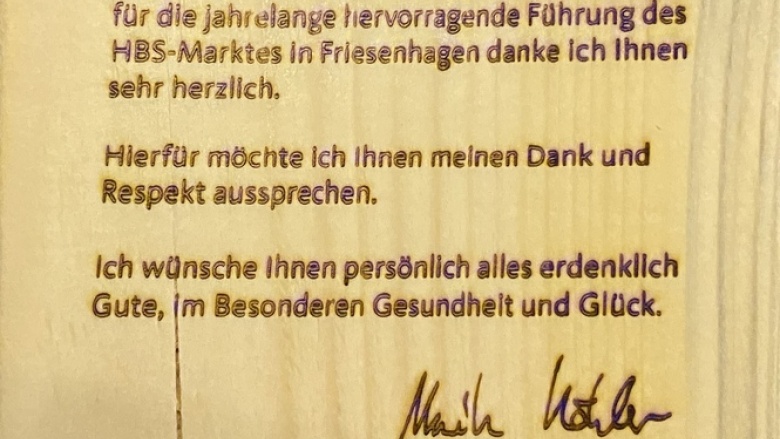 für die jahrelange hervorragende Führung des
HBS-Marktes in Friesenhagen danke ich Ihnen
sehr herzlich.
Hierfür möchte ich Ihnen meinen Dank und
Respekt aussprechen.
Ich wünsche Ihnen persönlich alles erdenklich
Gute, im Besonderen Gesundheit und Glück.